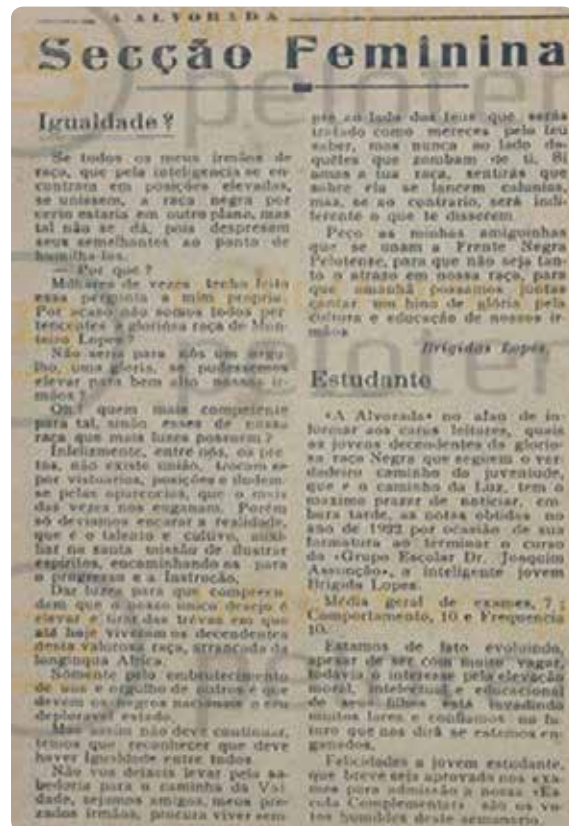 A ALVORADA
Secção Feminina
Igualdade ?
Se todos os meus irmãos de
raça, que pela inteligencia se en-
contram em posições elevadas,
se unissem, a raça negra por
certo estaria em outro plano, mas
tal não se dá, pois despresam
seus semelhantes ao ponto de
humilha-los.
— Por que ?
Milhares de vezes tenho feito
essa pergunta a mim propria.
Por acaso não somos todos per
tencentes a gloriósa raça de Mon
teiro Lopes ?
Não seria para nós um orgu
lho, uma gloria, se pudessemos
elevar para bem alto nossos ir-
mãos ?
Oh! quem mais competente
para tal, sinão esses de nossa
raça que mais luzes possuem ?
Infelizmente, entre nós, os pre
tos, não existe união, trocam-se
por vistuarios, posições e iludem-
se pelas aparencias, que o mais
das vezes nos enganam. Porém
só deviamos encarar a realidade,
que é o talento e cultivo, auxi-
liar na santa missão de ilustrar
espiritos, encaminhando-os para
o progresso e a Instrução.
Dar luzes para que compreen-
dam que o nosso unico desejo é
elevar e tirar das trevas em que
até hoje viveram os decendentes
desta valorosa raça, arrancada da
longinqua Africa.
Sómente pelo embrutecimento
de uns e orgulho de outros é que
devem os negros nacionais o seu
deploravel estado.
Mas assim não deve continuar,
temos que reconhecer que deve
haver Igualdade entre todos.
Não vos deixeis levar pela sa-
bedoria para o caminho da Vai-
dade, sejamos amigos, meus pre-
zados irmãos, procura viver sem-
pre ao lado dos teus que serás
tratado como mereces pelo teu
saber, mas nunca ao lado da-
quêles que zombam de ti. Si
amas a tua raça, sentirás que
sobre ela se lancem calunias,
mas, se ao contrario, será indi-
ferente o que te disserem.
Peço as minhas amiguinhas
que se unam a Frente Negra
Pelotense, para que não seja tan-
to o atrazo em nossa raça, para
que amanhã possamos juntas
cantar um hino de glória pela
cultura e educação de nossos ir-
mãos
Brigidas Lopes.
Estudante
«A Alvorada» no afan de in-
formar aos caros leitores, quais
os jovens decendentes da glorio-
sa raça Negra que seguem o ver-
dadeiro caminho da juventude,
que é o caminho da Luz, tem o
maximo prazer de noticiar, em-
bora tarde, as notas obtidas no
ano de 1932 por ocasião de sua
formatura ao terminar o curso
do «Grupo Escolar Dr. Joaquim
Assunção», a inteligente jovem
Brigida Lopes.
Média geral de exames, 7 ;
Comportamento, 10 e Frequencia
10.
Estamos de fato evoluindo,
apesar de ser com muito vagar,
todavia o interesse pela elevação
moral, intelectual e educacional
de seus filhos está invadindo
muitos lares e confiamos no fu-
turo que nos dirá se estamos en-
ganados.
Felicidades a jovem estudante,
que breve seja aprovada nos exa-
mes para admissão a nossa «Es-
cola Complementar» são os vo-
tos humildes deste semanario.